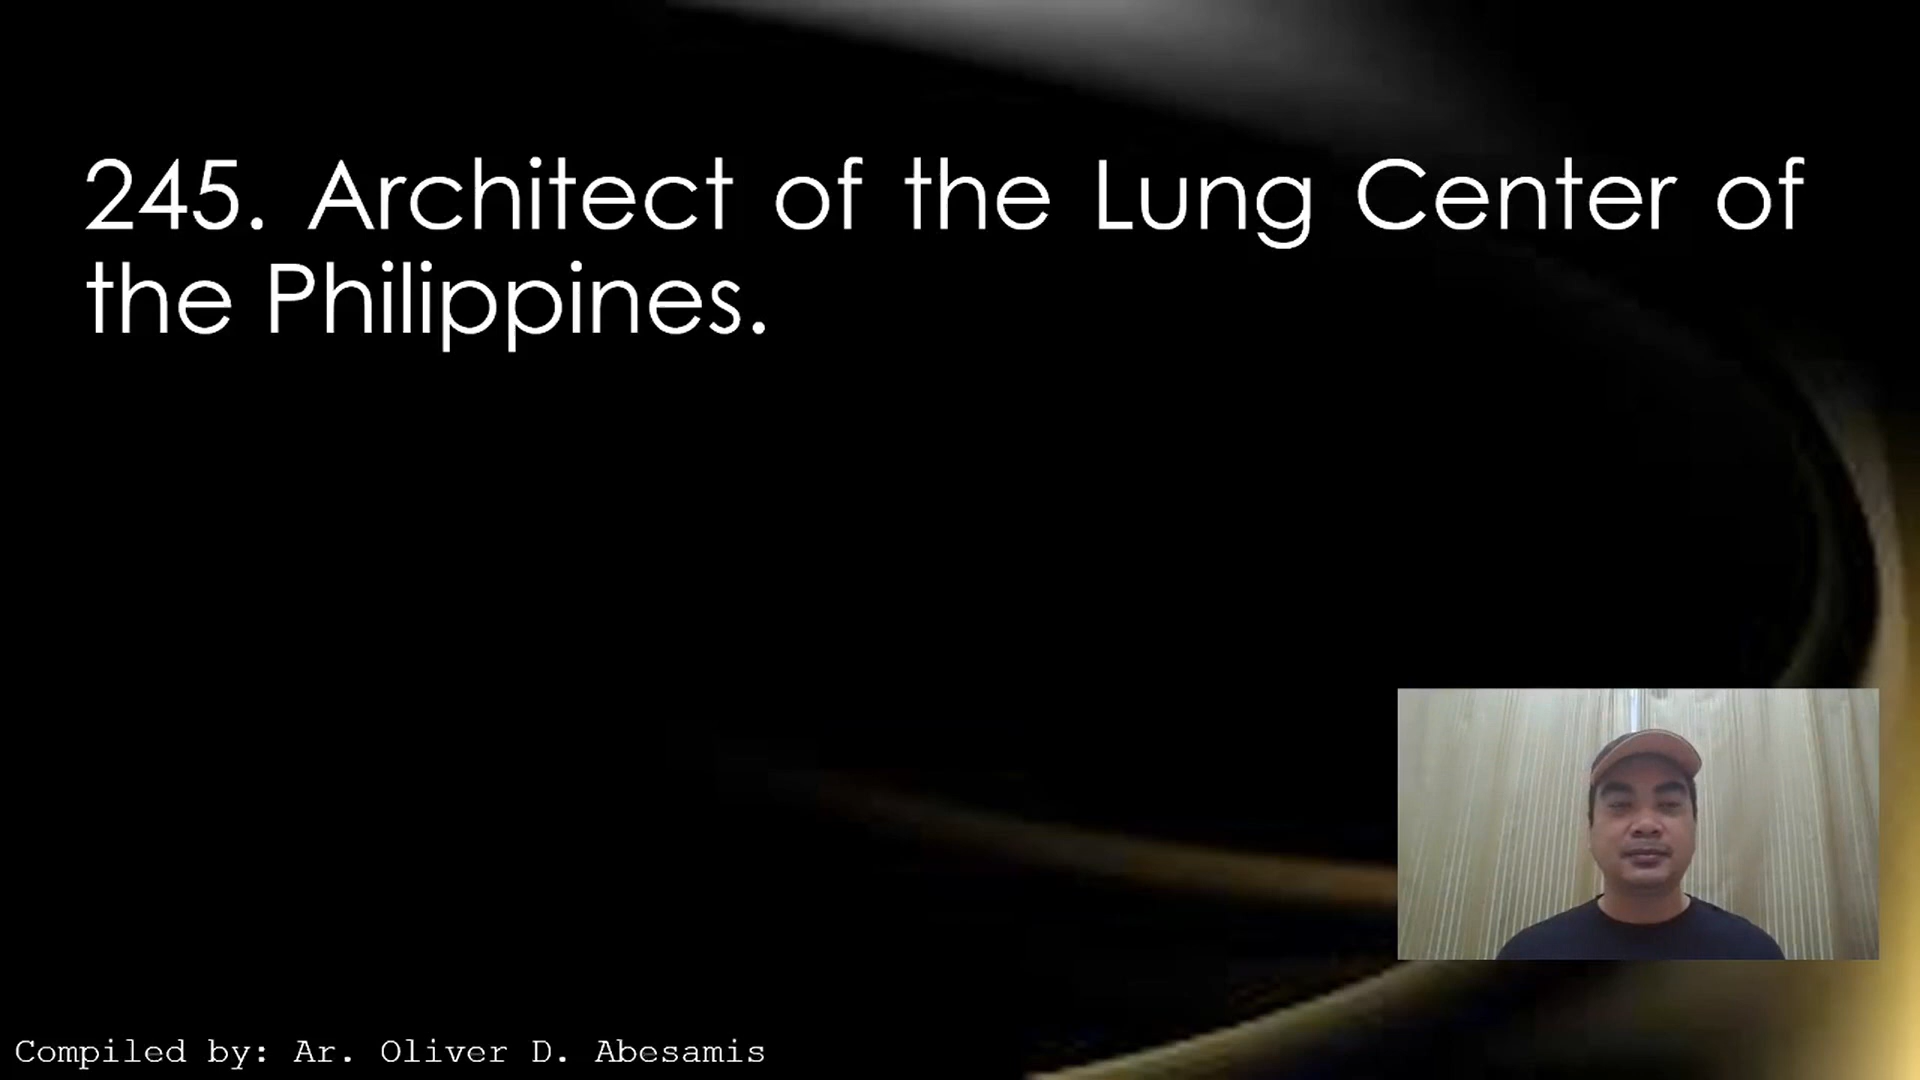 245. Architect of the Lung Center of
the Philippines.
Compiled by: Ar. Oliver D. Abesamis